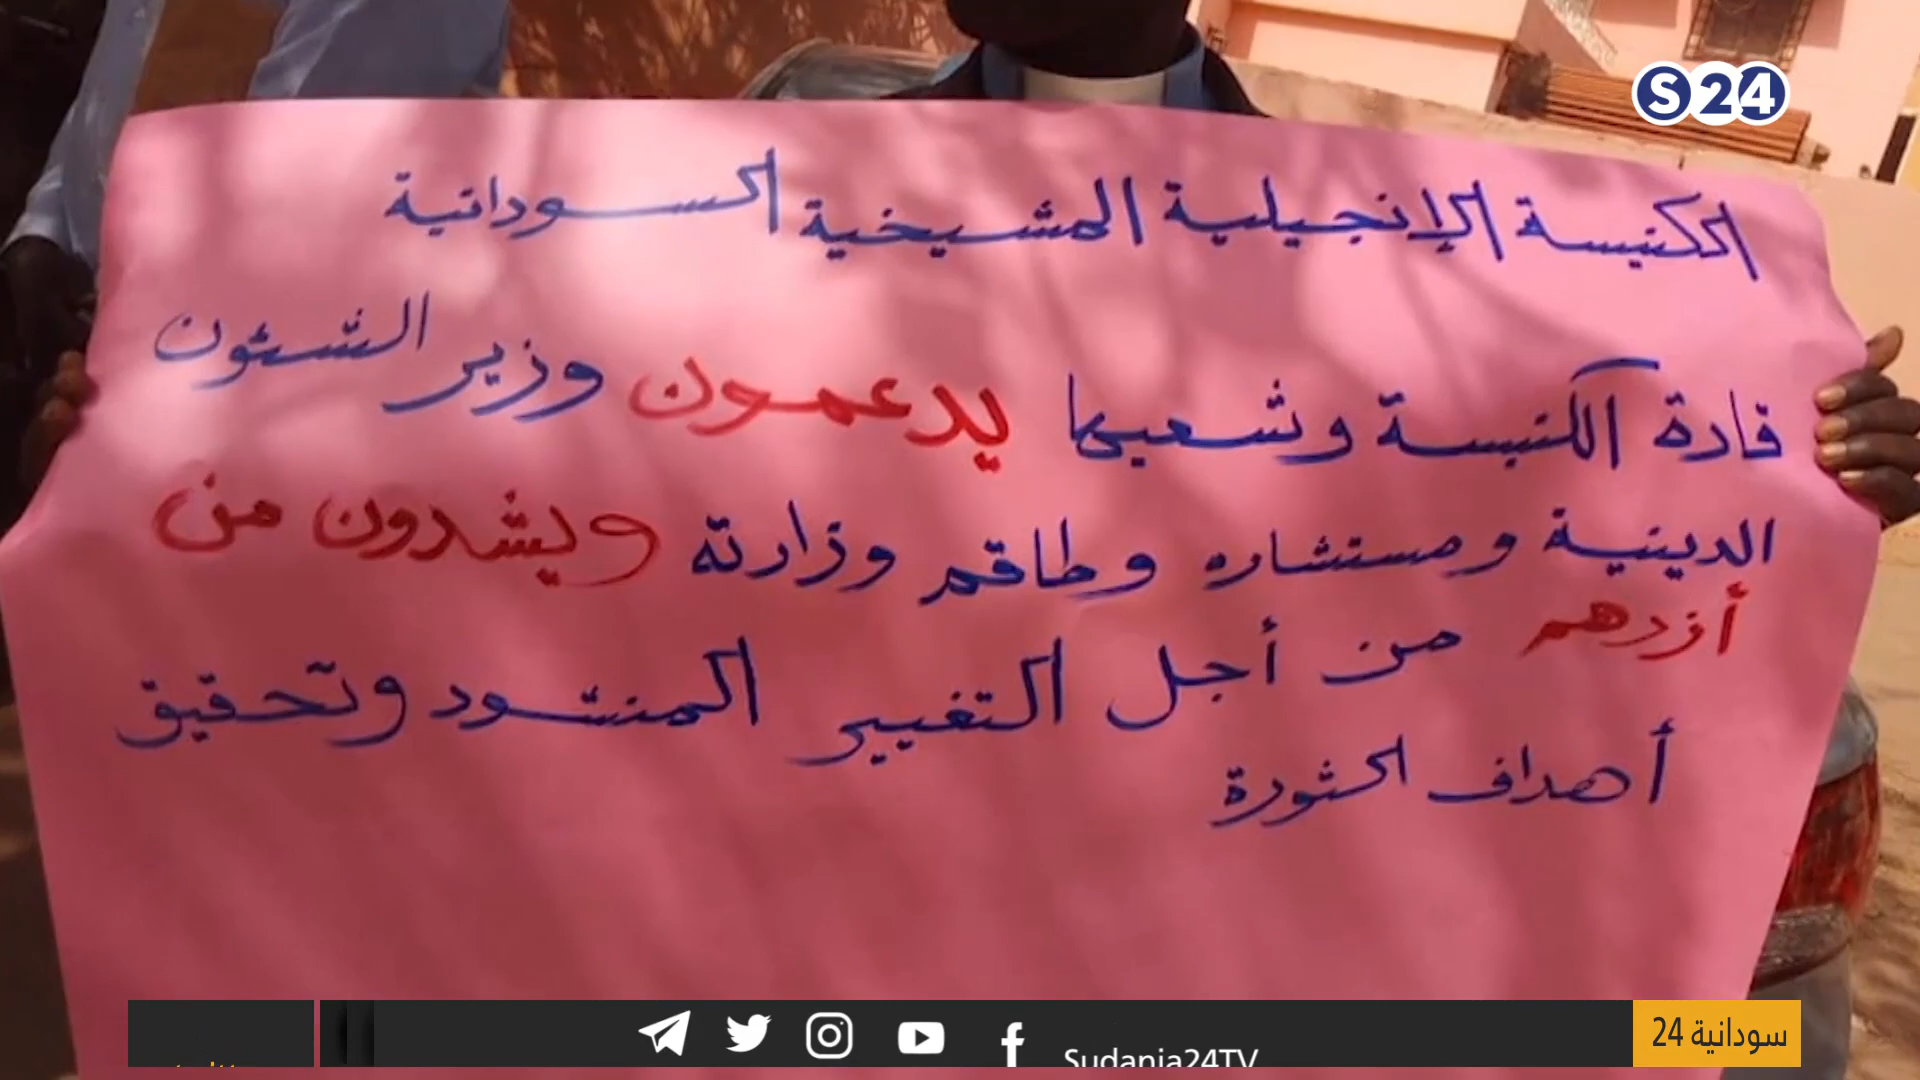 S24
الكنيسة الإنجيلية المشيخية السودانية
قادة الكنيسة وشعبها يدعمون وزير الشئون
الدينية ومستشاره وطاقم وزارته ويشدون من
أزرهم من أجل التغيير المنشود وتحقيق
أهداف الثورة
Sudania24TV
سودانية 24